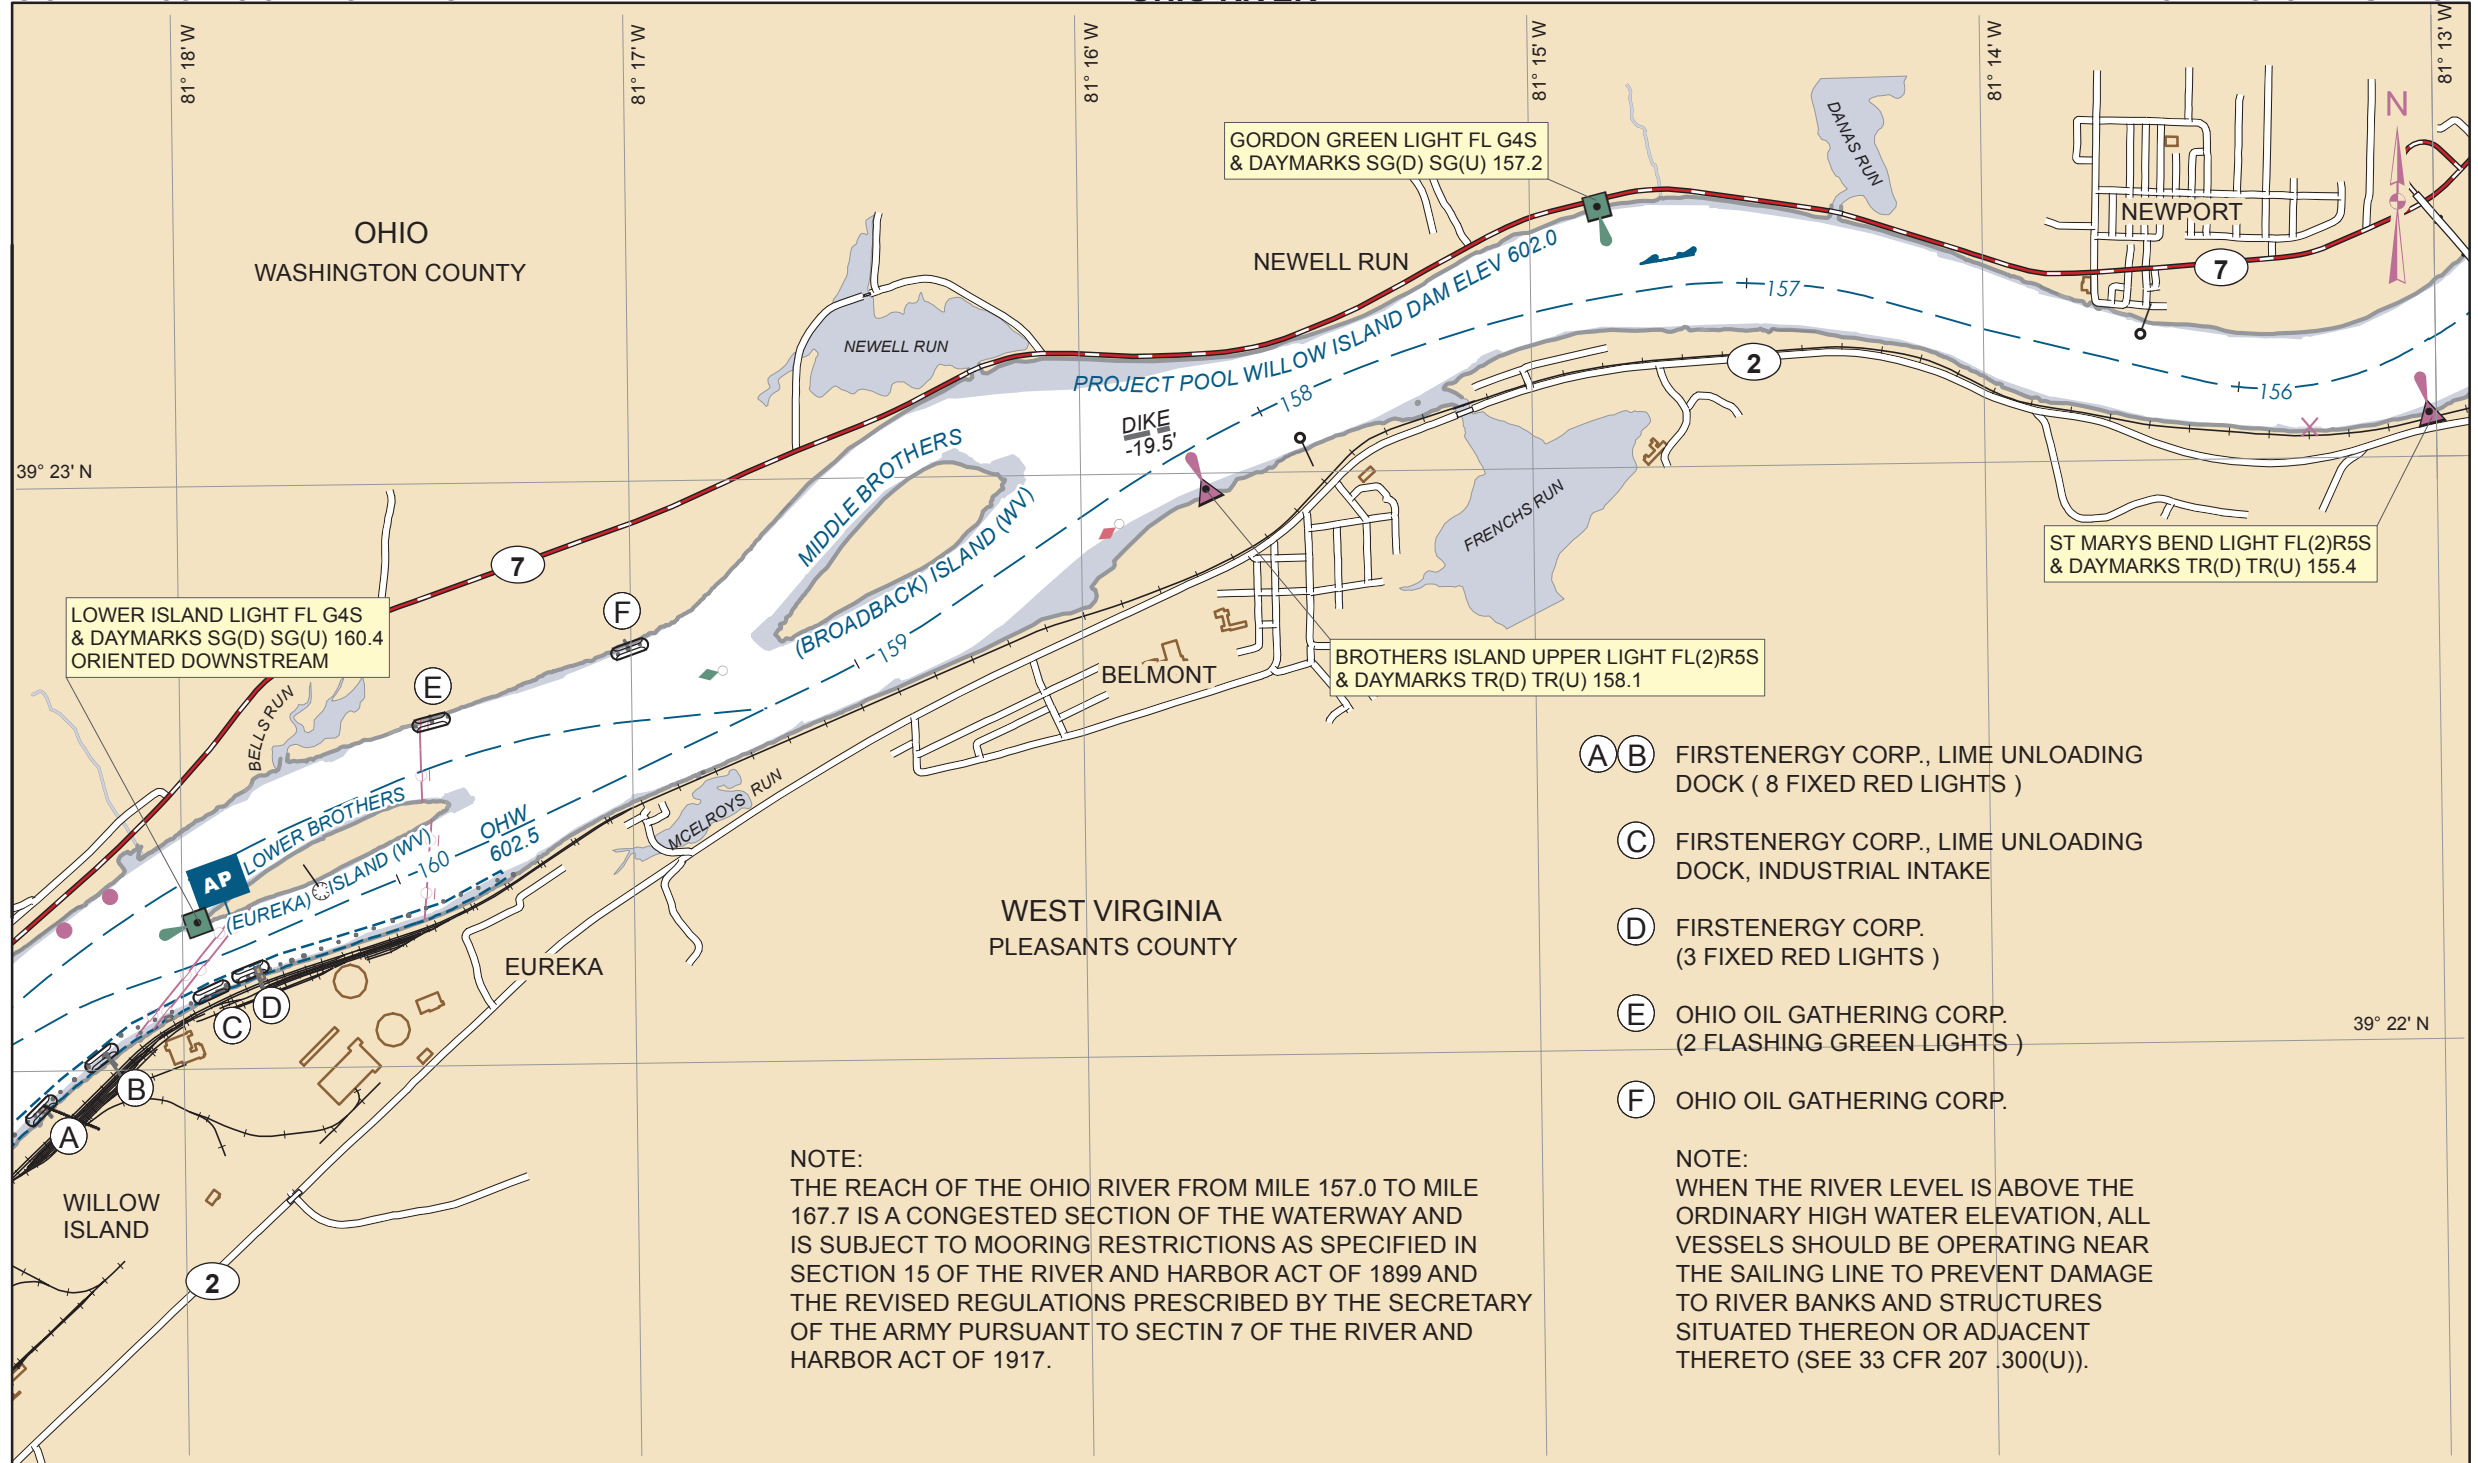 81° 18' W
81° 17' W
81° 16' W
81° 15' W
81° 14' W
81° 13' W
N
GORDON GREEN LIGHT FL G4S
& DAYMARKS SG(D) SG(U) 157.2
DANAS RUN
NEWPORT
7
OHIO
WASHINGTON COUNTY
NEWELL RUN
NEWELL RUN
PROJECT POOL WILLOW ISLAND DAM ELEV 602.0
157
156
158
2
DIKE
-19.5'
39° 23' N
MIDDLE BROTHERS
(BROADBACK) ISLAND (WV)
159
FRENCHS RUN
7
ST MARYS BEND LIGHT FL(2)R5S
& DAYMARKS TR(D) TR(U) 155.4
LOWER ISLAND LIGHT FL G4S
& DAYMARKS SG(D) SG(U) 160.4
ORIENTED DOWNSTREAM
F
E
BELLS RUN
BELMONT
BROTHERS ISLAND UPPER LIGHT FL(2)R5S
& DAYMARKS TR(D) TR(U) 158.1
LOWER BROTHERS
(EUREKA) ISLAND (WV)
160
OHW
602.5
MCELROYS RUN
AP
WEST VIRGINIA
PLEASANTS COUNTY
EUREKA
D
C
B
A
WILLOW
ISLAND
2
A B FIRSTENERGY CORP., LIME UNLOADING
DOCK ( 8 FIXED RED LIGHTS )
C FIRSTENERGY CORP., LIME UNLOADING
DOCK, INDUSTRIAL INTAKE
D FIRSTENERGY CORP.
(3 FIXED RED LIGHTS )
E OHIO OIL GATHERING CORP.
(2 FLASHING GREEN LIGHTS )
F OHIO OIL GATHERING CORP.
39° 22' N
NOTE:
THE REACH OF THE OHIO RIVER FROM MILE 157.0 TO MILE
167.7 IS A CONGESTED SECTION OF THE WATERWAY AND
IS SUBJECT TO MOORING RESTRICTIONS AS SPECIFIED IN
SECTION 15 OF THE RIVER AND HARBOR ACT OF 1899 AND
THE REVISED REGULATIONS PRESCRIBED BY THE SECRETARY
OF THE ARMY PURSUANT TO SECTIN 7 OF THE RIVER AND
HARBOR ACT OF 1917.
NOTE:
WHEN THE RIVER LEVEL IS ABOVE THE
ORDINARY HIGH WATER ELEVATION, ALL
VESSELS SHOULD BE OPERATING NEAR
THE SAILING LINE TO PREVENT DAMAGE
TO RIVER BANKS AND STRUCTURES
SITUATED THEREON OR ADJACENT
THERETO (SEE 33 CFR 207 .300(U)).